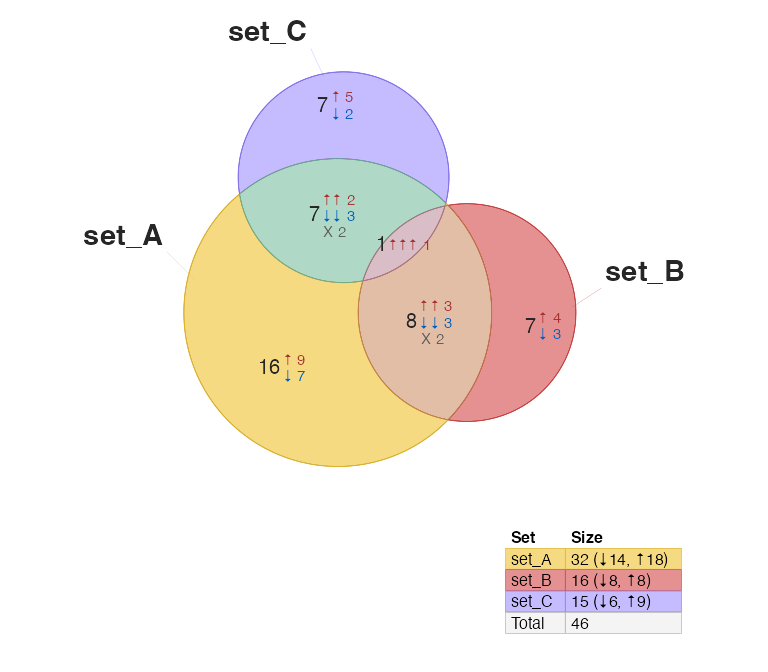 set_C
7 ↑ 5
↓ 2
set_A
↑↑ 2
7 ↓↓ 3
X 2
1 ↑↑↑ 1
set_B
↑↑ 3
8 ↓↓ 3
X 2
7 ↑ 4
↓ 3
16 ↑ 9
↓ 7
Set Size
set_A 32 (↓14, ↑18)
set_B 16 (↓8, ↑8)
set_C 15 (↓6, ↑9)
Total 46